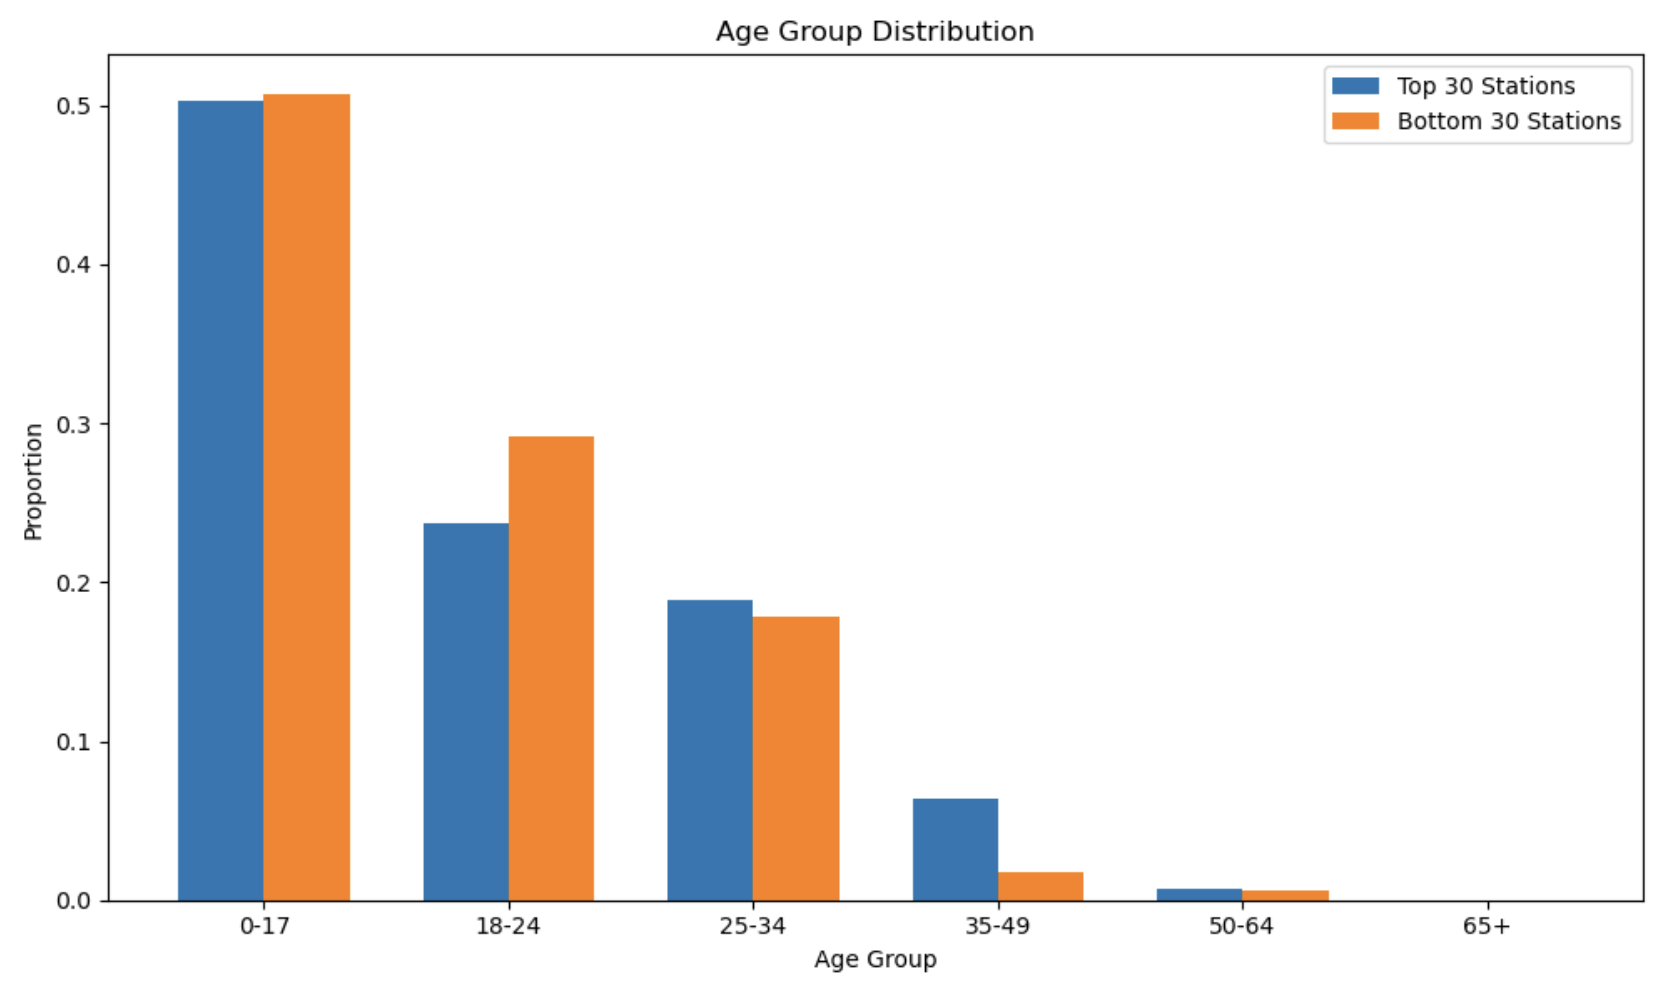 Age Group Distribution
Top 30 Stations
Bottom 30 Stations
Proportion
0.5
0.4
0.3
0.2
0.1
0.0
0-17 18-24 25-34 35-49 50-64 65+
Age Group